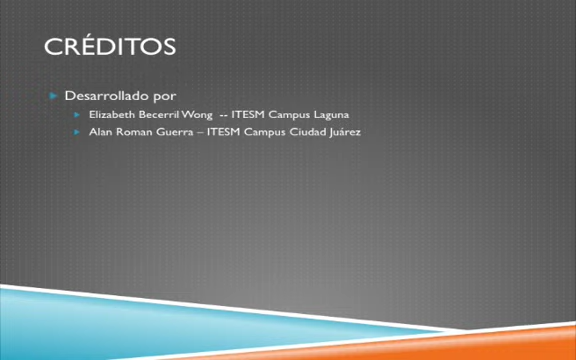 CRÉDITOS
Desarrollado por
Elizabeth Becerril Wong -- ITESM Campus Laguna
Alan Roman Guerra – ITESM Campus Ciudad Juárez